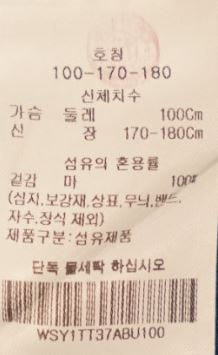 호칭
100-170-180
신체치수
가슴 둘레 100Cm
신 장 170-180Cm
섬유의 혼용률
겉감 마 100%
(심지,보강재,상표,무늬,밴드,
자수,장식 제외)
제품구분:섬유제품
단독 물세탁 하십시오
WSY1TT37ABU100